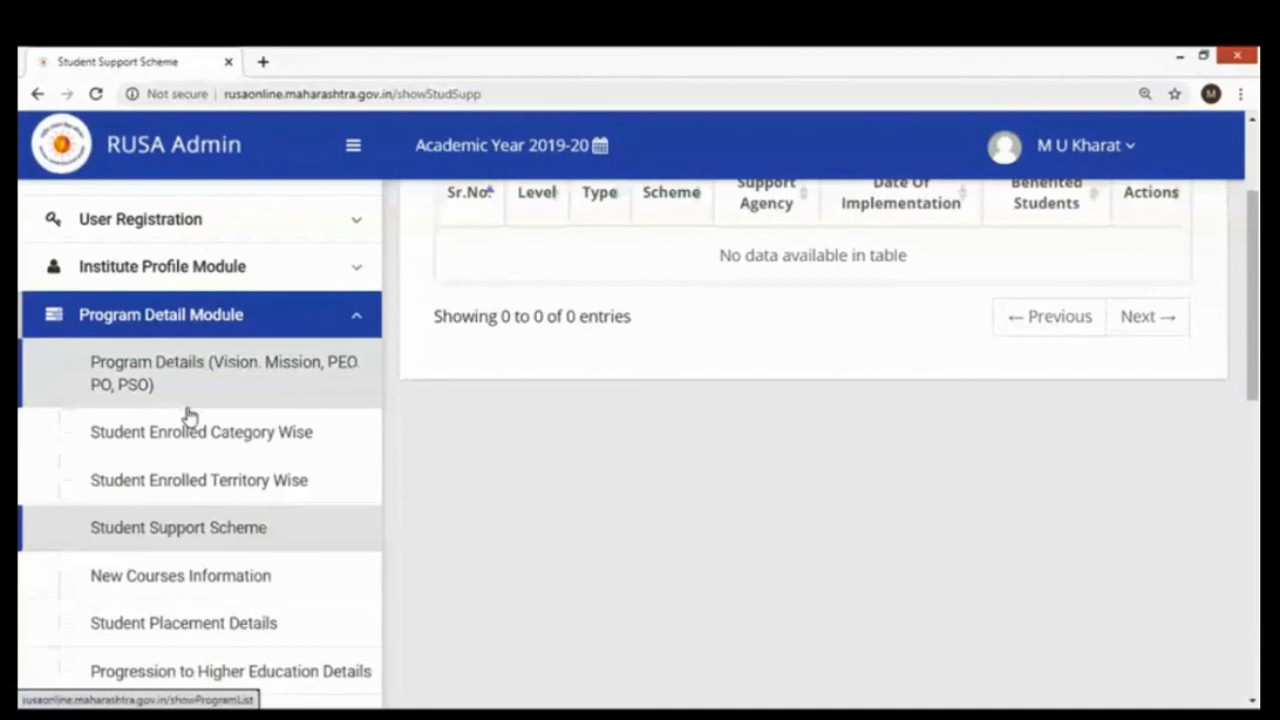 Student Support Scheme
Not secure | rusaonline.maharashtra.gov.in/showStudSupp
M
RUSA Admin
Academic Year 2019-20
M U Kharat
Sr.No
Level
Type
Scheme
Support Agency
Date Of Implementation
Benefited Students
Actions
No data available in table
Showing 0 to 0 of 0 entries
← Previous
Next →
User Registration
Institute Profile Module
Program Detail Module
Program Details (Vision. Mission, PEO.
PO, PSO)
Student Enrolled Category Wise
Student Enrolled Territory Wise
Student Support Scheme
New Courses Information
Student Placement Details
Progression to Higher Education Details
rusaonline.maharashtra.gov.in/showProgramList